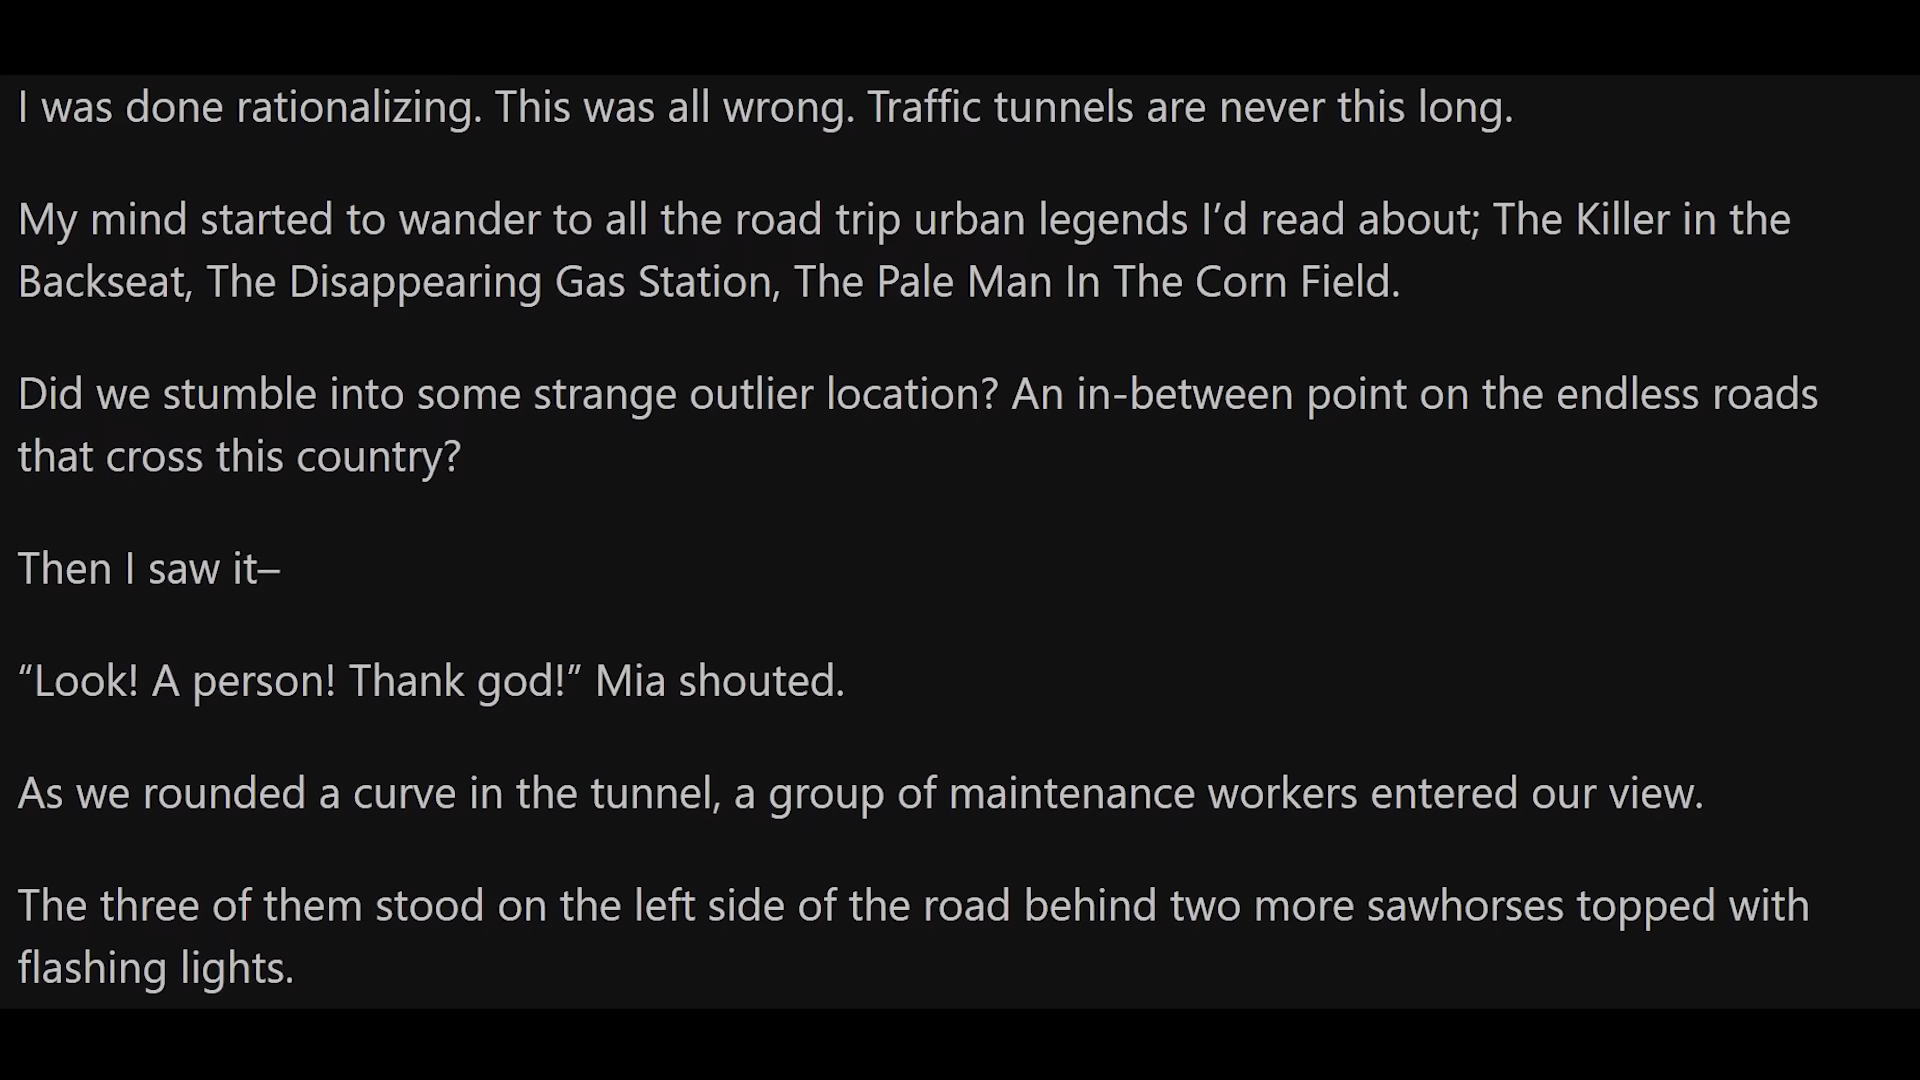 I was done rationalizing. This was all wrong. Traffic tunnels are never this long.
My mind started to wander to all the road trip urban legends I’d read about; The Killer in the
Backseat, The Disappearing Gas Station, The Pale Man In The Corn Field.
Did we stumble into some strange outlier location? An in-between point on the endless roads
that cross this country?
Then I saw it–
“Look! A person! Thank god!” Mia shouted.
As we rounded a curve in the tunnel, a group of maintenance workers entered our view.
The three of them stood on the left side of the road behind two more sawhorses topped with
flashing lights.